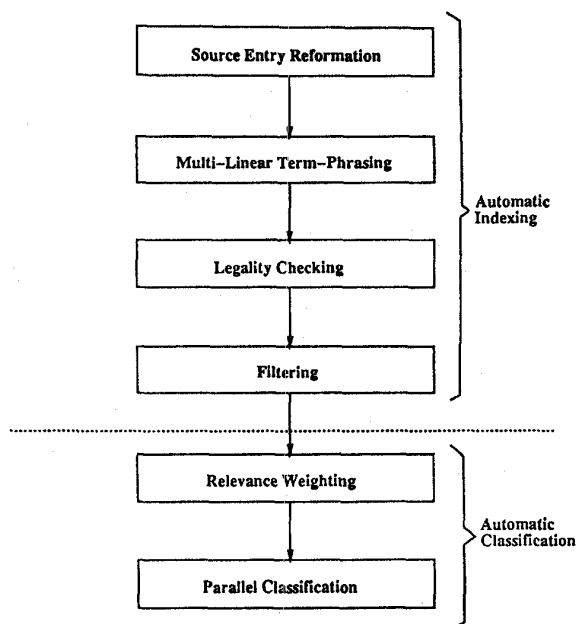 Source Entry Reformation
Multi–Linear Term–Phrasing
Automatic
Indexing
Legality Checking
Filtering
Relevance Weighting
Automatic
Classification
Parallel Classification